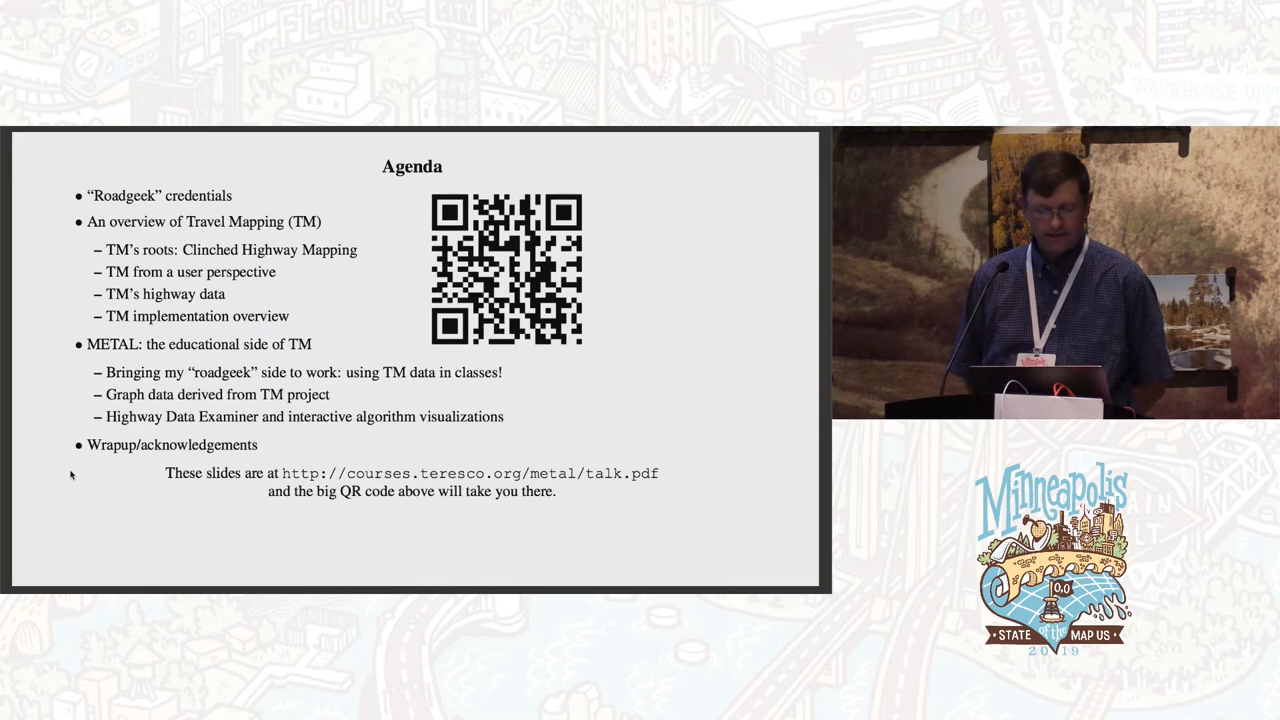 Agenda
• “Roadgeek” credentials
• An overview of Travel Mapping (TM)
– TM’s roots: Clinched Highway Mapping
– TM from a user perspective
– TM’s highway data
– TM implementation overview
• METAL: the educational side of TM
– Bringing my “roadgeek” side to work: using TM data in classes!
– Graph data derived from TM project
– Highway Data Examiner and interactive algorithm visualizations
• Wrapup/acknowledgements
These slides are at http://courses.teresco.org/metal/talk.pdf
and the big QR code above will take you there.
Minneapolis
• STATE of the MAP US •
2019
FLOUR
CITY
HENNEPIN
WAREHOUSE